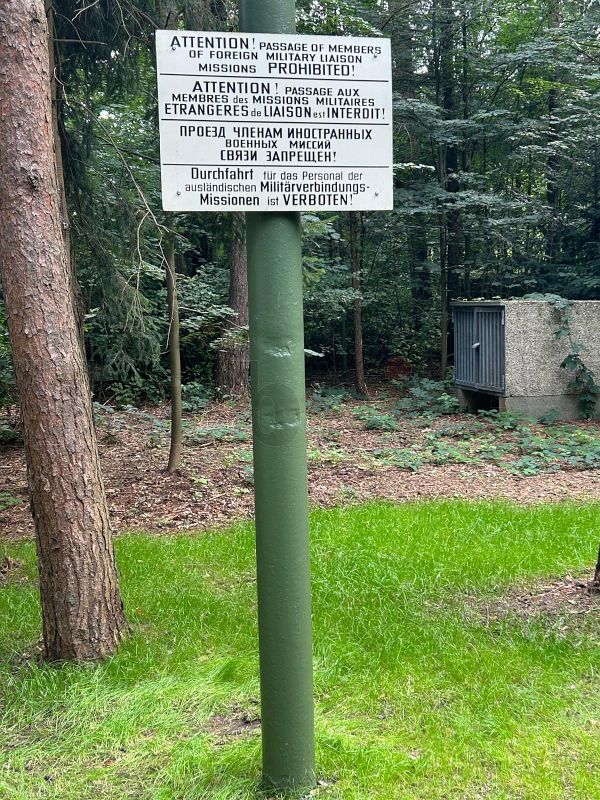 ATTENTION! PASSAGE OF MEMBERS
OF FOREIGN MILITARY LIAISON
MISSIONS PROHIBITED!
ATTENTION! PASSAGE AUX
MEMBRES des MISSIONS MILITAIRES
ETRANGERES de LIAISON est INTERDIT!
ПРОЕЗД ЧЛЕНАМ ИНОСТРАННЫХ
ВОЕННЫХ МИССИЙ
СВЯЗИ ЗАПРЕЩЕН!
Durchfahrt für das Personal der
ausländischen Militärverbindungs-
Missionen ist VERBOTEN!